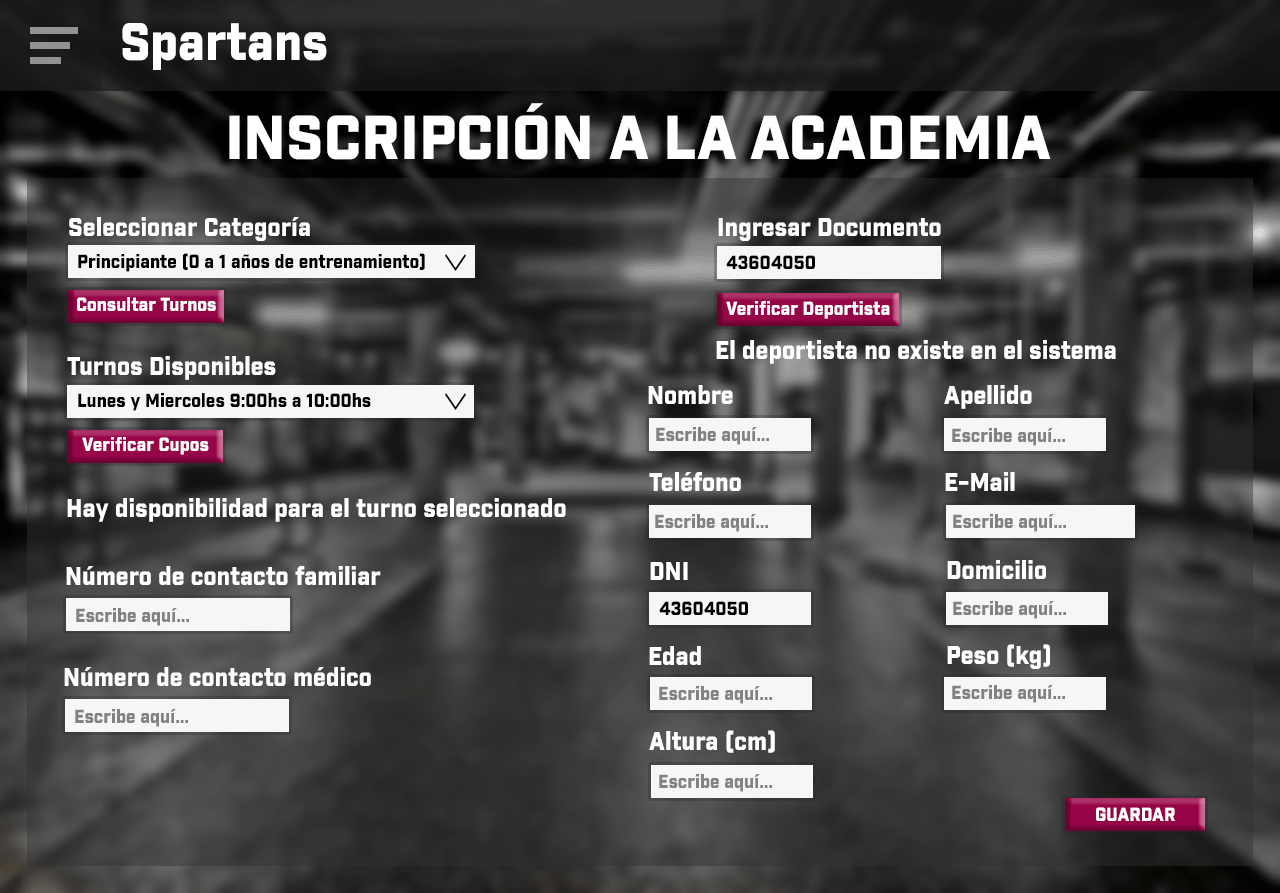 Spartans
INSCRIPCIÓN A LA ACADEMIA
Seleccionar Categoría
Principiante (0 a 1 años de entrenamiento)
Consultar Turnos
Turnos Disponibles
Lunes y Miercoles 9:00hs a 10:00hs
Verificar Cupos
Hay disponibilidad para el turno seleccionado
Número de contacto familiar
Escribe aquí...
Número de contacto médico
Escribe aquí...
Ingresar Documento
43604050
Verificar Deportista
El deportista no existe en el sistema
Nombre
Escribe aquí...
Apellido
Escribe aquí...
Teléfono
Escribe aquí...
E-Mail
Escribe aquí...
DNI
43604050
Domicilio
Escribe aquí...
Edad
Escribe aquí...
Peso (kg)
Escribe aquí...
Altura (cm)
Escribe aquí...
GUARDAR